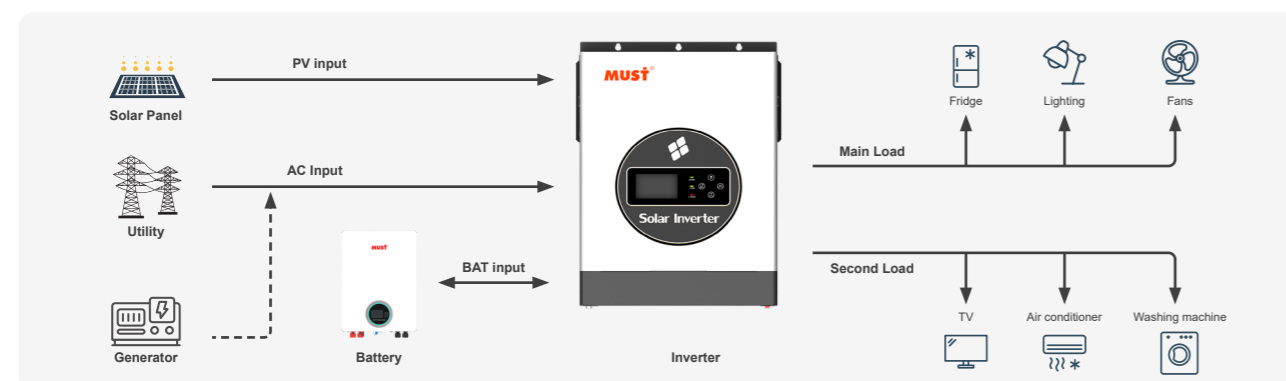 PV input
Solar Panel
AC Input
Utility
Generator
MUST
BAT input
Battery
MUST®
Solar Inverter
Inverter
Main Load
Fridge
Lighting
Fans
Second Load
TV
Air conditioner
Washing machine